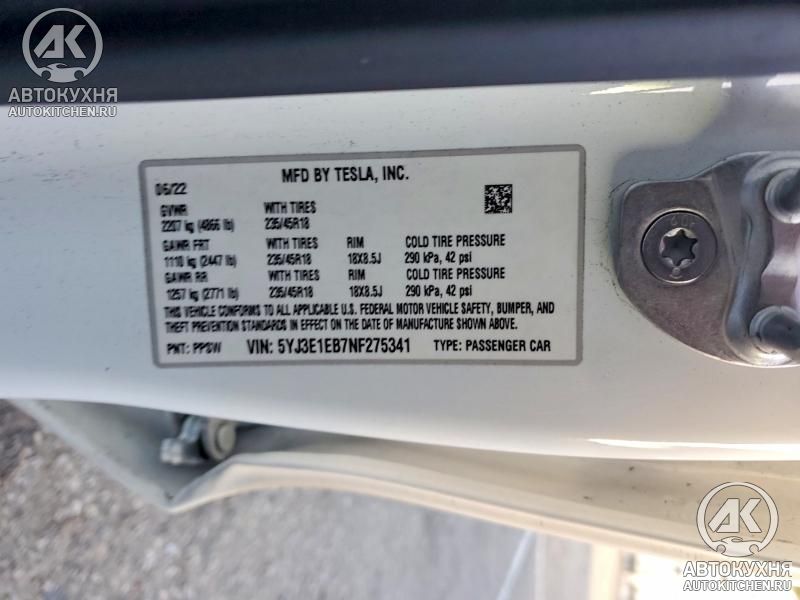 АК
АВТОКУХНЯ
AUTOKITCHEN.RU
06/22 MFD BY TESLA, INC.
GVWR WITH TIRES
2207 kg (4866 lb) 235/45R18
GAWR FRT WITH TIRES RIM COLD TIRE PRESSURE
1110 kg (2447 lb) 235/45R18 18X8.5J 290 kPa, 42 psi
GAWR RR WITH TIRES RIM COLD TIRE PRESSURE
1257 kg (2771 lb) 235/45R18 18X8.5J 290 kPa, 42 psi
THIS VEHICLE CONFORMS TO ALL APPLICABLE U.S. FEDERAL MOTOR VEHICLE SAFETY, BUMPER, AND
THEFT PREVENTION STANDARDS IN EFFECT ON THE DATE OF MANUFACTURE SHOWN ABOVE.
PNT: PPSW VIN: 5YJ3E1EB7NF275341 TYPE: PASSENGER CAR
АК
АВТОКУХНЯ
AUTOKITCHEN.RU